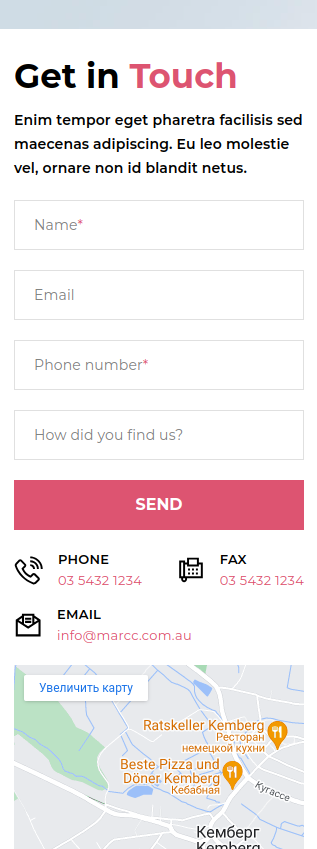 Get in Touch
Enim tempor eget pharetra facilisis sed
maecenas adipiscing. Eu leo molestie
vel, ornare non id blandit netus.
Name*
Email
Phone number*
How did you find us?
SEND
PHONE
03 5432 1234
FAX
03 5432 1234
EMAIL
info@marcc.com.au
Увеличить карту
Ratskeller Kemberg
Ресторан
немецкой кухни
Beste Pizza und
Döner Kemberg
Кебабная
Kygrasse
Кемберг
Kemberg